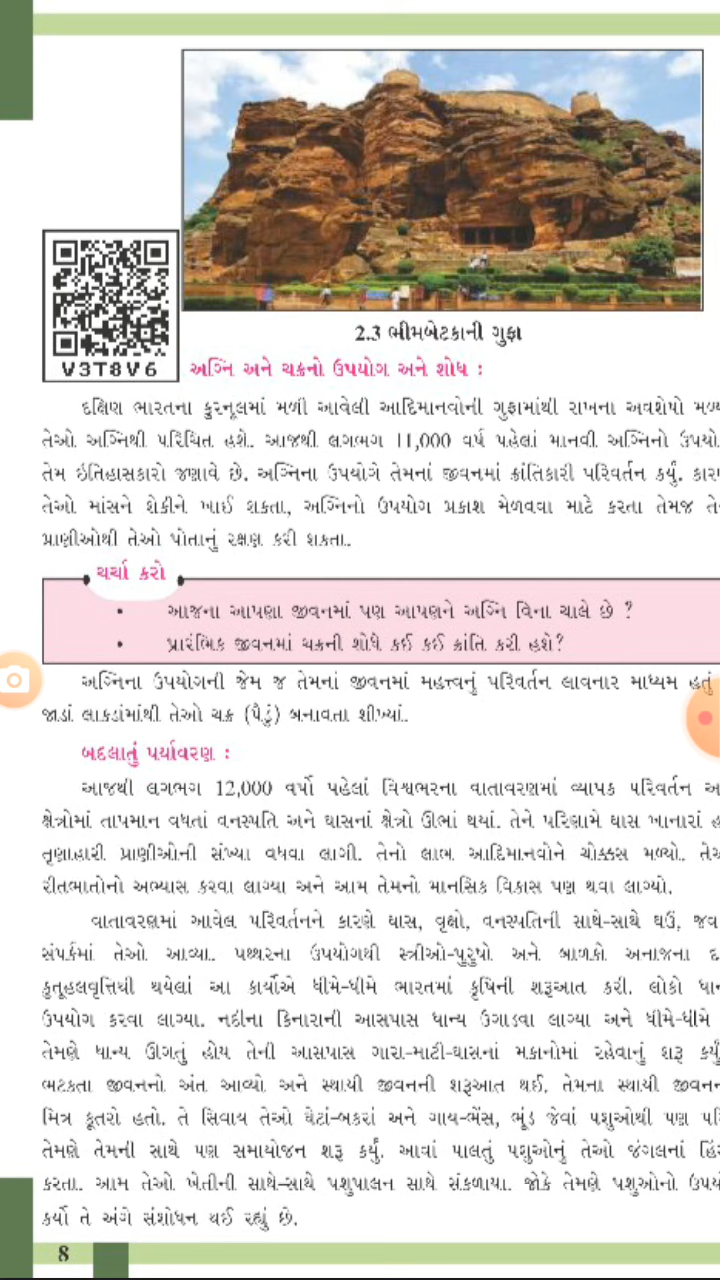 2.3 ભીમબેટકાની ગુફા
V3T8V6
અગ્નિ અને ચક્રનો ઉપયોગ અને શોધ :
દક્ષિણ ભારતના કુરનૂલમાં મળી આવેલી આદિમાનવોની ગુફામાંથી રાખના અવશેષો
તેઓ અગ્નિથી પરિચિત હશે. આજથી લગભગ 11,000 વર્ષ પહેલાં માનવી અગ્નિનો
તેમ ઇતિહાસકારો જણાવે છે. અગ્નિના ઉપયોગે તેમનાં જીવનમાં ક્રાંતિકારી પરિવર્તન કર્યું.
તેઓ માંસને શેકીને ખાઈ શકતા, અગ્નિનો ઉપયોગ પ્રકાશ મેળવવા માટે કરતા તેમજ
પ્રાણીઓથી તેઓ પોતાનું રક્ષણ કરી શકતા.
ચર્ચા કરો
• આજના આપણા જીવનમાં પણ આપણને અગ્નિ વિના ચાલે છે ?
• પ્રારંભિક જીવનમાં ચક્રની શોધે કઈ કઈ ક્રાંતિ કરી હશે?
અગ્નિના ઉપયોગની જેમ જ તેમનાં જીવનમાં મહત્ત્વનું પરિવર્તન લાવનાર માધ્યમ હતું
જાડાં લાકડાંમાંથી તેઓ ચક્ર (પૈડું) બનાવતા શીખ્યાં.
બદલાતું પર્યાવરણ :
આજથી લગભગ 12,000 વર્ષો પહેલાં વિશ્વભરના વાતાવરણમાં વ્યાપક પરિવર્તન
ક્ષેત્રોમાં તાપમાન વધતાં વનસ્પતિ અને ઘાસનાં ક્ષેત્રો ઊભાં થયાં. તેને પરિણામે ઘાસ ખાનારાં
તૃણાહારી પ્રાણીઓની સંખ્યા વધવા લાગી. તેનો લાભ આદિમાનવોને ચોક્કસ મળ્યો.
રીતભાતોનો અભ્યાસ કરવા લાગ્યા અને આમ તેમનો માનસિક વિકાસ પણ થવા લાગ્યો.
વાતાવરણમાં આવેલ પરિવર્તનને કારણે ઘાસ, વૃક્ષો, વનસ્પતિની સાથે-સાથે ઘઉં, જવ
સંપર્કમાં તેઓ આવ્યા. પથ્થરના ઉપયોગથી સ્ત્રીઓ-પુરુષો અને બાળકો અનાજના
કુતૂહલવૃત્તિથી થયેલાં આ કાર્યોએ ધીમે-ધીમે ભારતમાં કૃષિની શરૂઆત કરી. લોકો
ઉપયોગ કરવા લાગ્યા. નદીના કિનારાની આસપાસ ધાન્ય ઉગાડવા લાગ્યા અને ધીમે-ધીમે
તેમણે ધાન્ય ઊગતું હોય તેની આસપાસ ગારા-માટી-ઘાસનાં મકાનોમાં રહેવાનું શરૂ કર્યું
ભટકતા જીવનનો અંત આવ્યો અને સ્થાયી જીવનની શરૂઆત થઈ. તેમના સ્થાયી
મિત્ર કૂતરો હતો. તે સિવાય તેઓ ઘેટાં-બકરાં અને ગાય-ભેંસ, ભૂંડ જેવાં પશુઓથી પણ
તેમણે તેમની સાથે પણ સમાયોજન શરૂ કર્યું. આવાં પાલતું પશુઓનું તેઓ જંગલનાં
કરતા. આમ તેઓ ખેતીની સાથે-સાથે પશુપાલન સાથે સંકળાયા. જોકે તેમણે પશુઓનો
કર્યો તે અંગે સંશોધન થઈ રહ્યું છે.
8